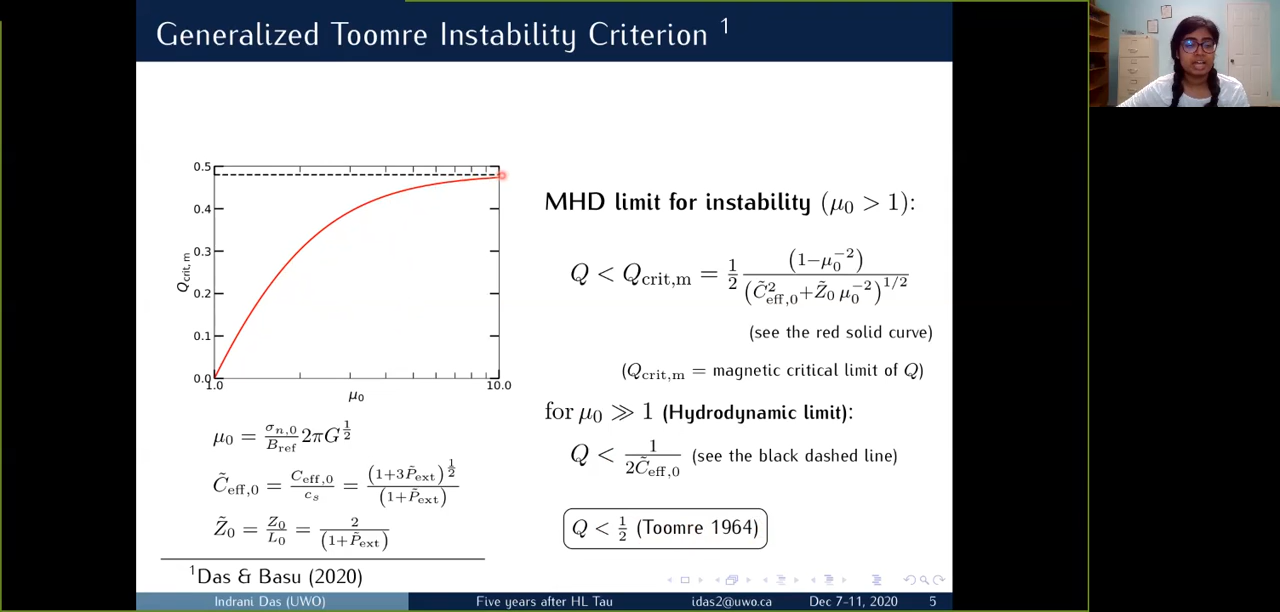 Generalized Toomre Instability Criterion ¹
0.5
0.4
0.3
0.2
0.1
0.0
Q_crit, m
1.0
10.0
μ₀
μ₀ = σ_n,0 / B_ref 2πG^(1/2)
C̃_eff,0 = C_eff,0 / c_s = (1+3P̃_ext)^(1/2) / (1+P̃_ext)
Z̃₀ = Z₀ / L₀ = 2 / (1+P̃_ext)
¹Das & Basu (2020)
MHD limit for instability (μ₀ > 1):
Q < Q_crit,m = 1/2 (1−μ₀⁻²) / (C̃²_eff,0 + Z̃₀ μ₀⁻²)^(1/2)
(see the red solid curve)
(Q_crit,m = magnetic critical limit of Q)
for μ₀ ≫ 1 (Hydrodynamic limit):
Q < 1 / 2C̃_eff,0 (see the black dashed line)
Q < 1/2 (Toomre 1964)
Indrani Das (UWO) Five years after HL Tau idas2@uwo.ca Dec 7-11, 2020 5